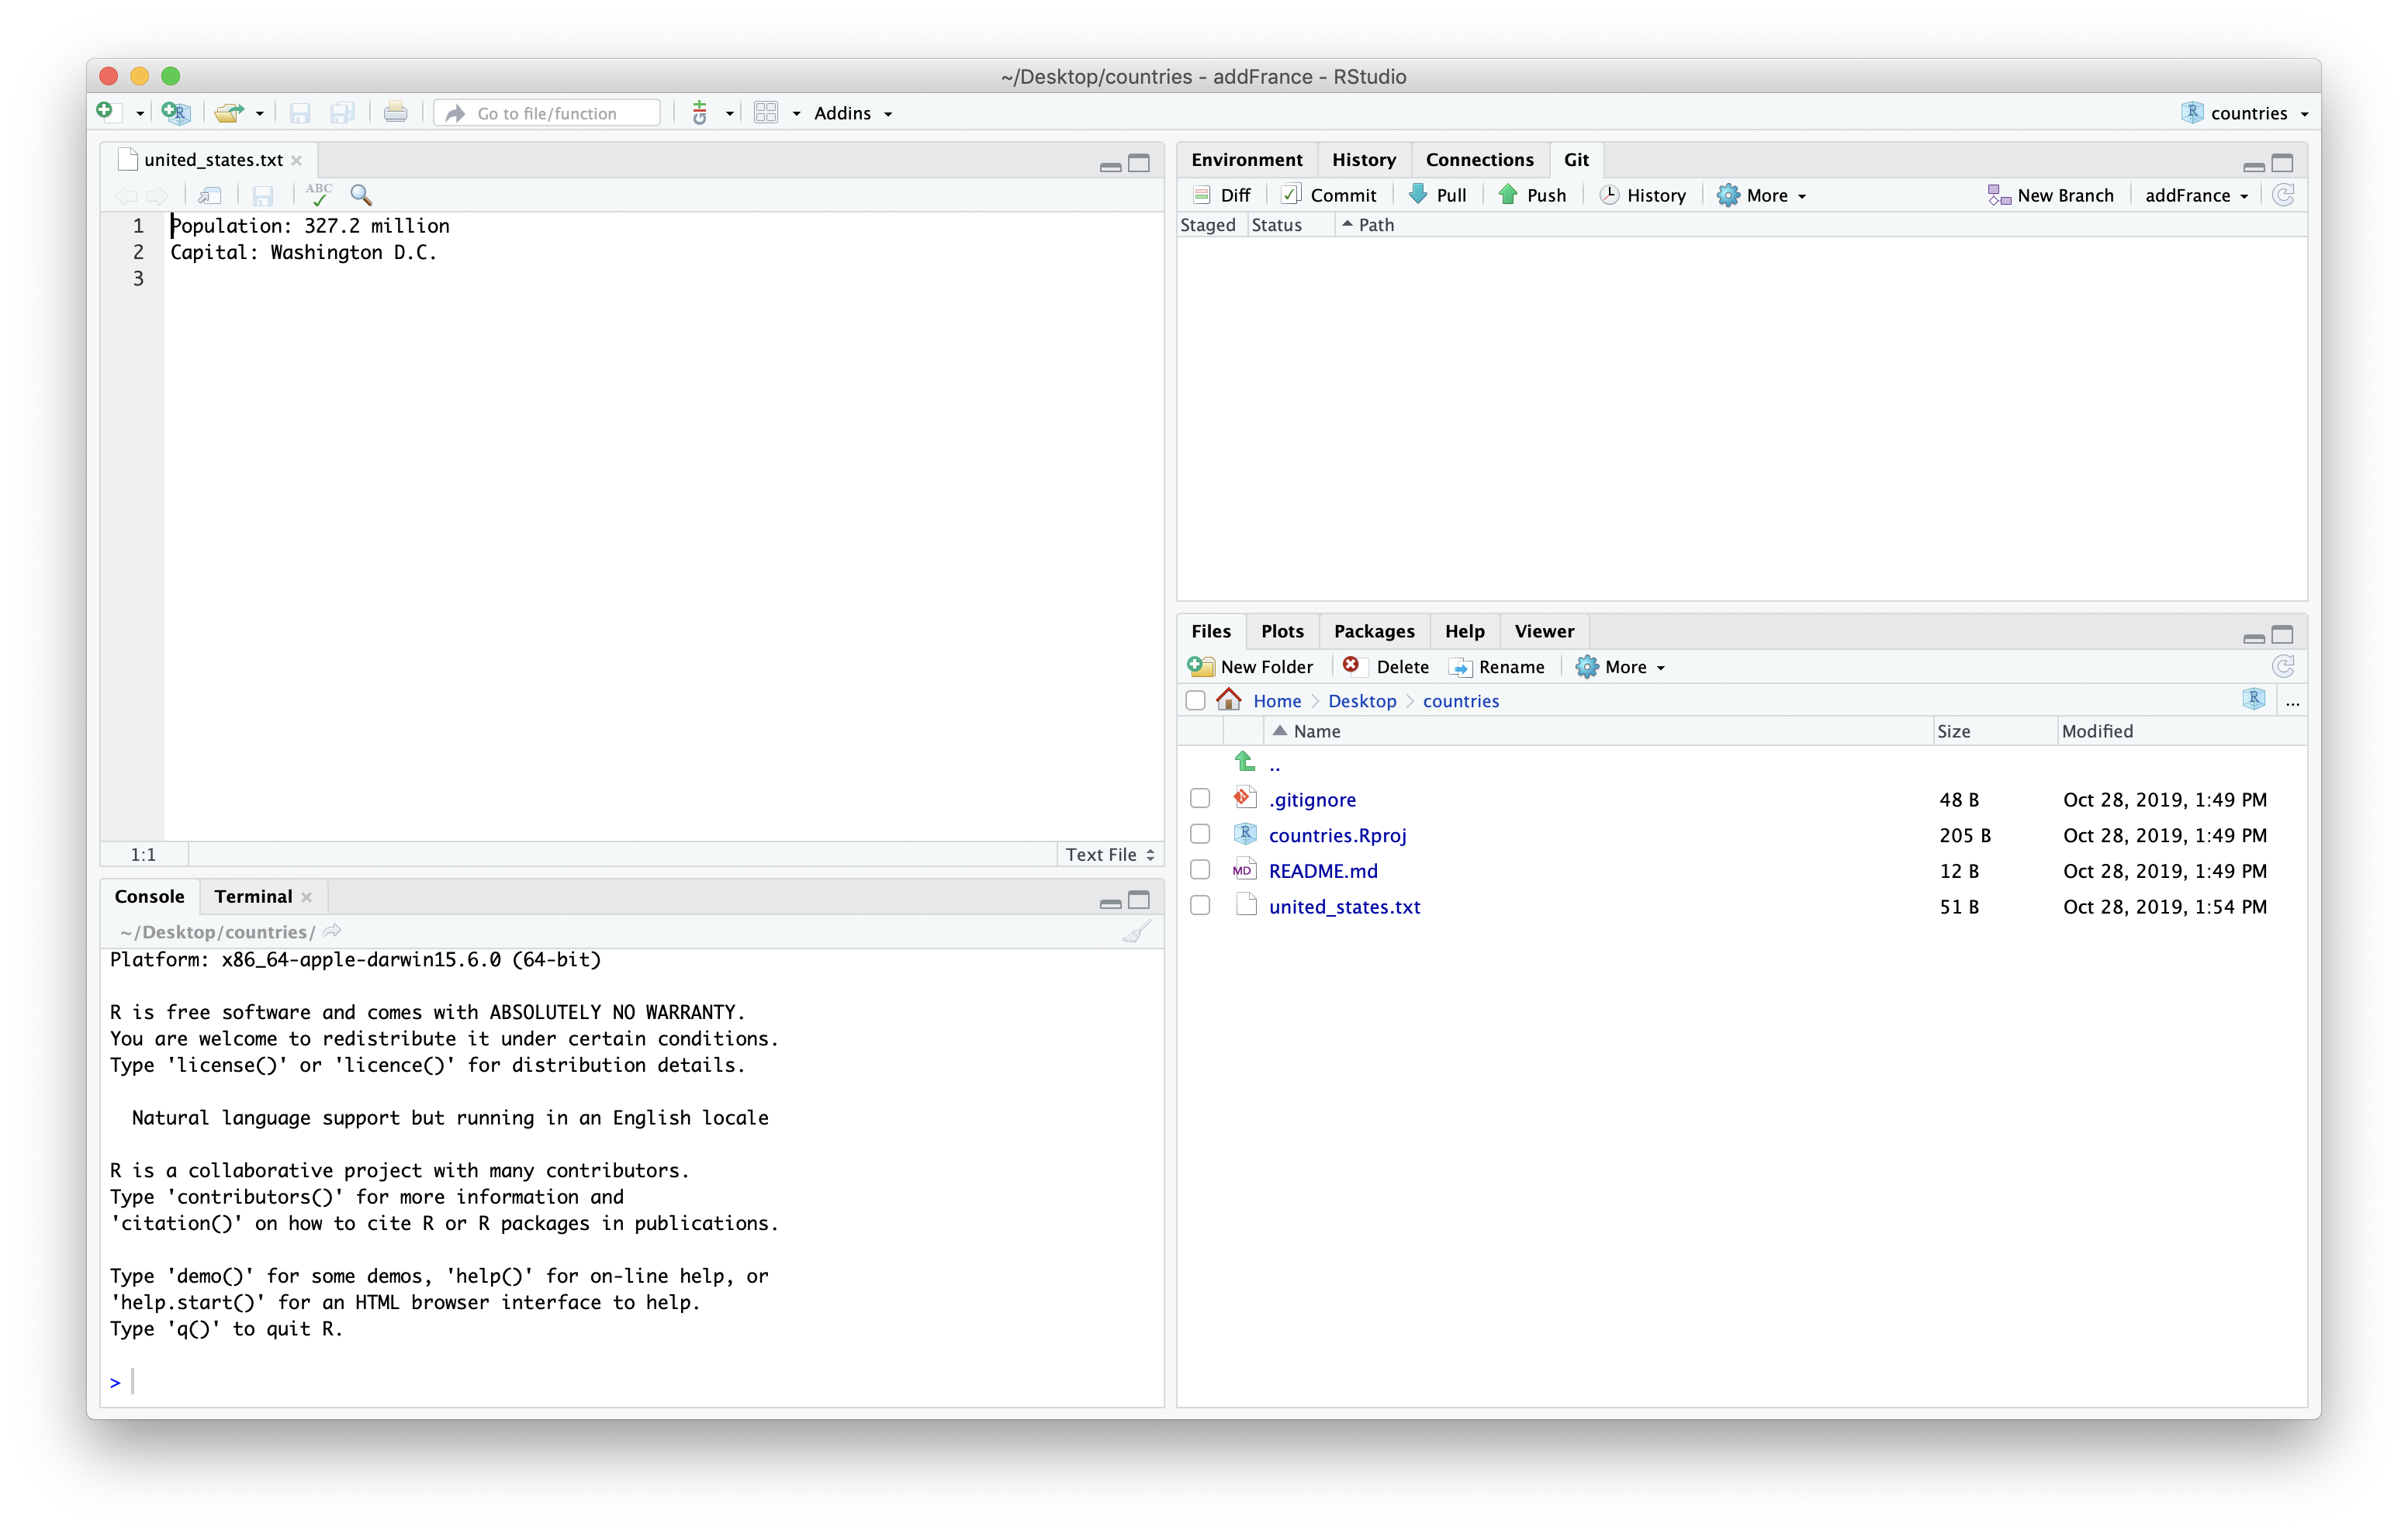 ~/Desktop/countries - addFrance - RStudio
Go to file/function
Addins
countries
united_states.txt
ABC
1 Population: 327.2 million
2 Capital: Washington D.C.
3
1:1
Text File
Console Terminal
~/Desktop/countries/
Platform: x86_64-apple-darwin15.6.0 (64-bit)
R is free software and comes with ABSOLUTELY NO WARRANTY.
You are welcome to redistribute it under certain conditions.
Type 'license()' or 'licence()' for distribution details.
Natural language support but running in an English locale
R is a collaborative project with many contributors.
Type 'contributors()' for more information and
'citation()' on how to cite R or R packages in publications.
Type 'demo()' for some demos, 'help()' for on-line help, or
'help.start()' for an HTML browser interface to help.
Type 'q()' to quit R.
>
Environment History Connections Git
Diff Commit Pull Push History More New Branch addFrance
Staged Status Path
Files Plots Packages Help Viewer
New Folder Delete Rename More
Home Desktop countries ...
Name Size Modified
..
.gitignore 48 B Oct 28, 2019, 1:49 PM
countries.Rproj 205 B Oct 28, 2019, 1:49 PM
MD README.md 12 B Oct 28, 2019, 1:49 PM
united_states.txt 51 B Oct 28, 2019, 1:54 PM